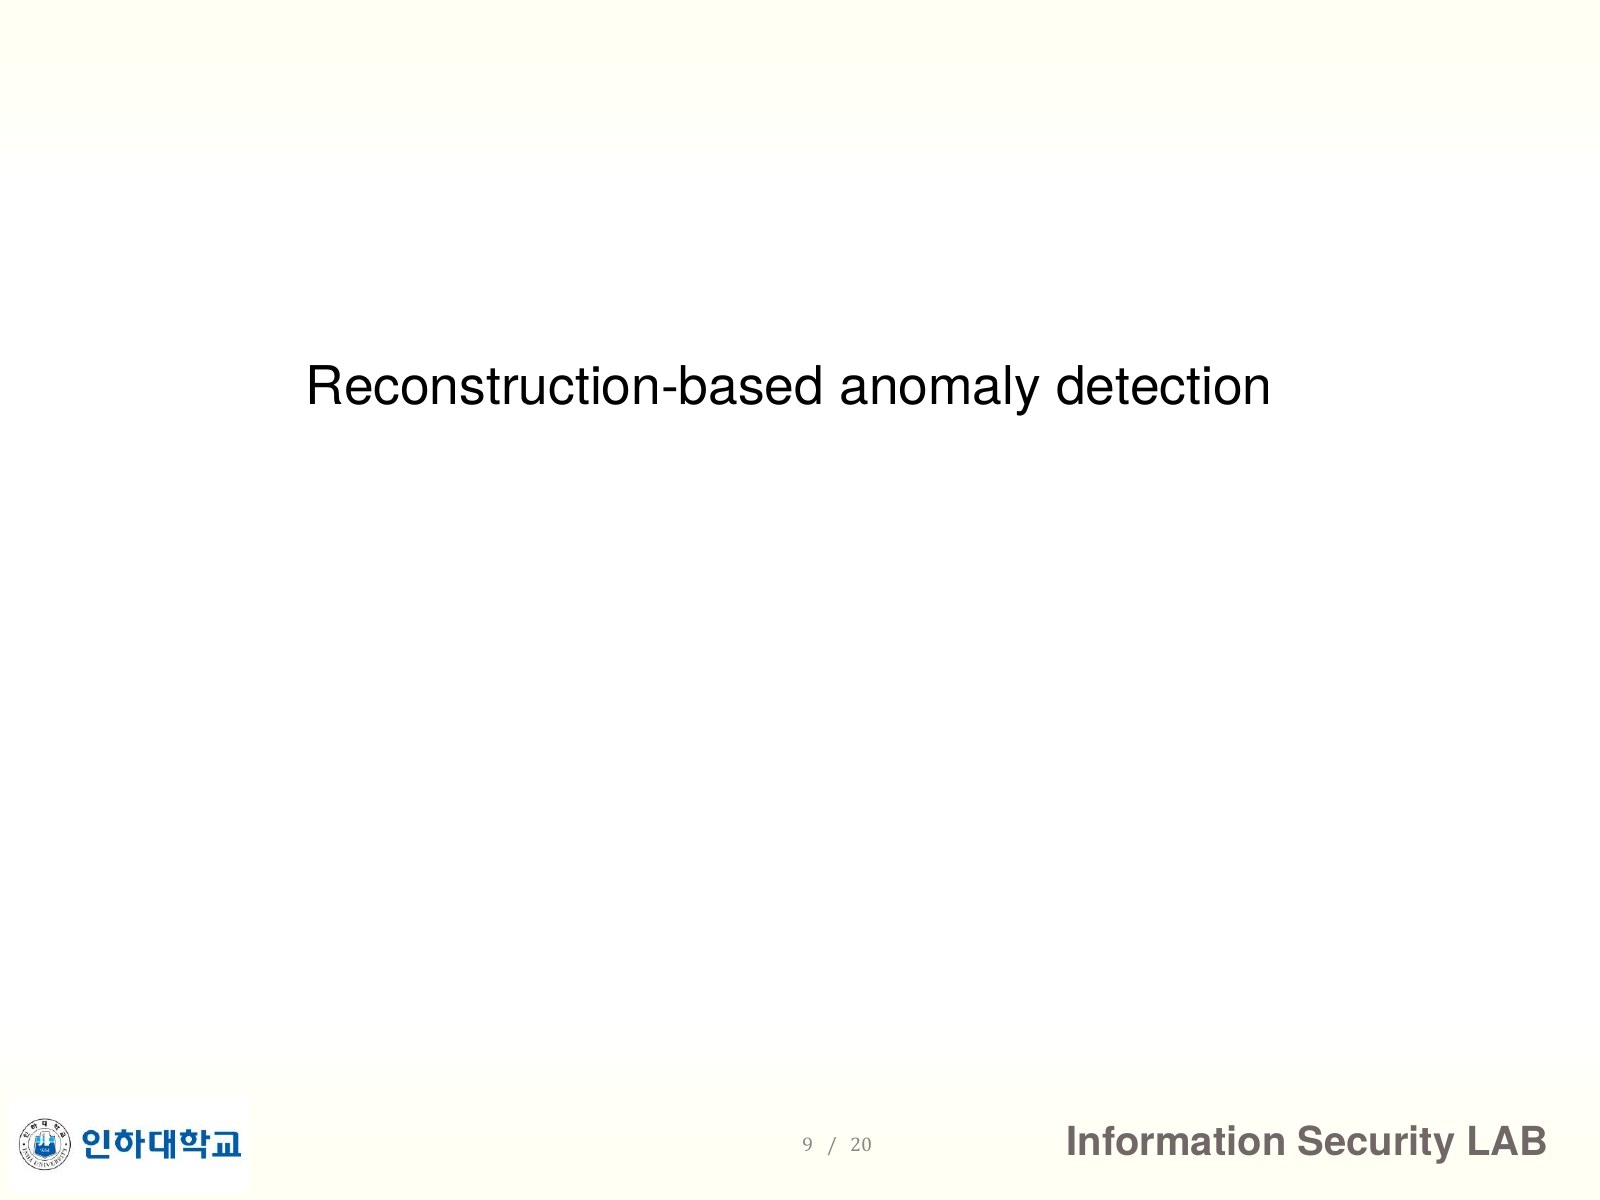 Reconstruction-based anomaly detection
인하대학교
9 / 20
Information Security LAB